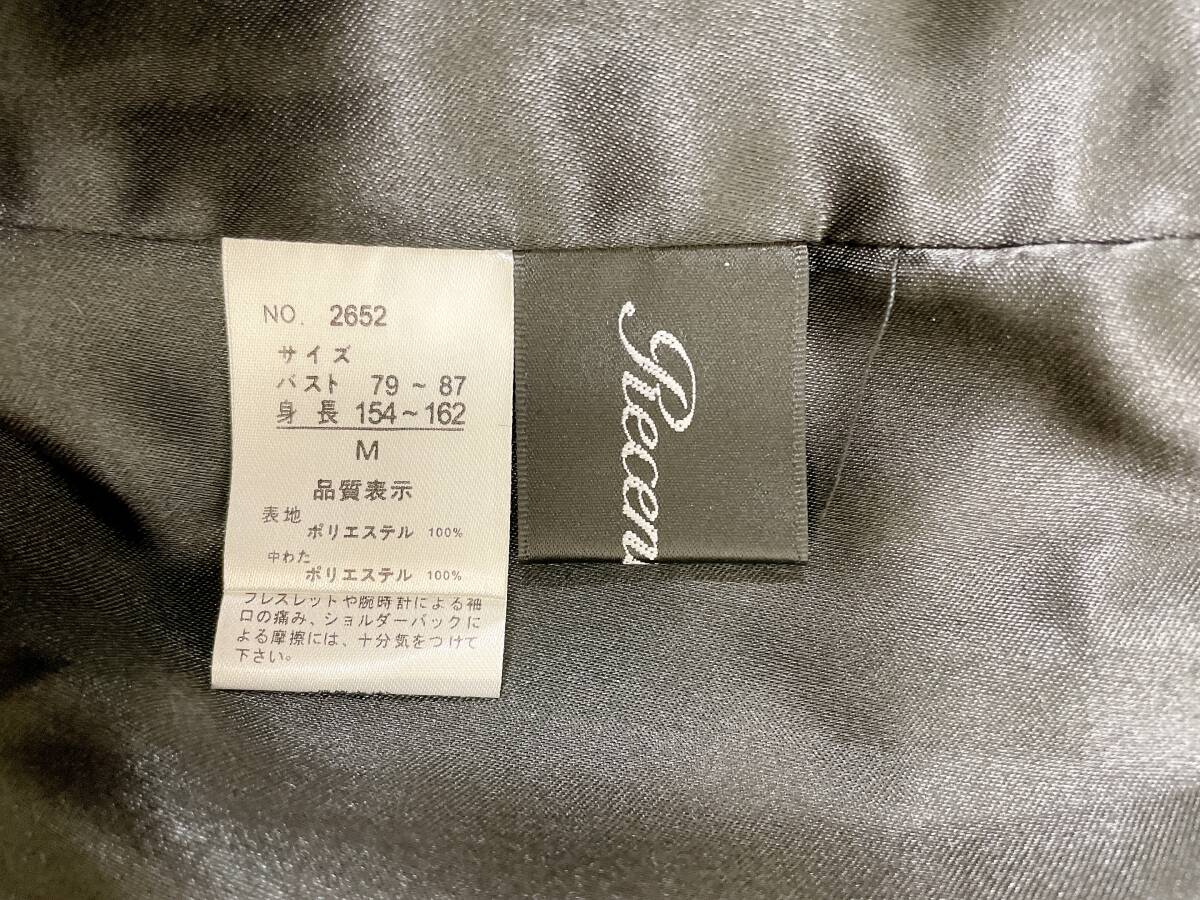 NO. 2652
サイズ
バスト 79 ~ 87
身 長 154~162
M
品質表示
表地
ポリエステル 100%
中わた
ポリエステル 100%
ブレスレットや腕時計による袖
口の痛み、ショルダーバックに
よる摩擦には、十分気をつけて
下さい。